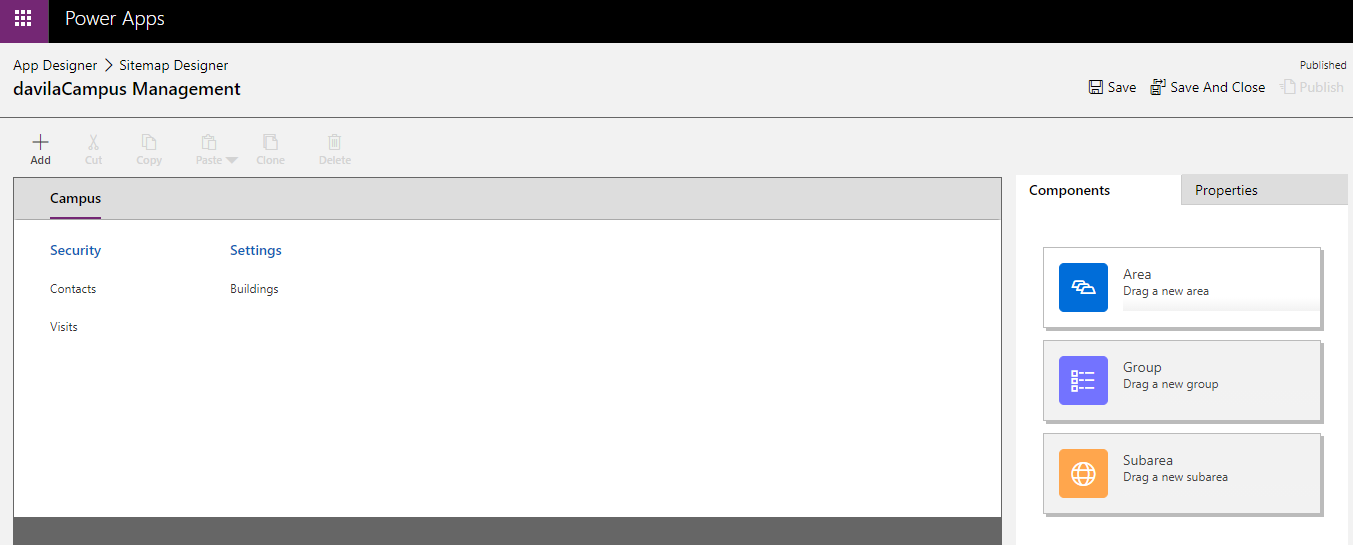 Power Apps
App Designer > Sitemap Designer
Published
davilaCampus Management
Save Save And Close Publish
Add Cut Copy Paste Clone Delete
Campus
Components Properties
Security Settings
Contacts Buildings
Visits
Area
Drag a new area
Group
Drag a new group
Subarea
Drag a new subarea